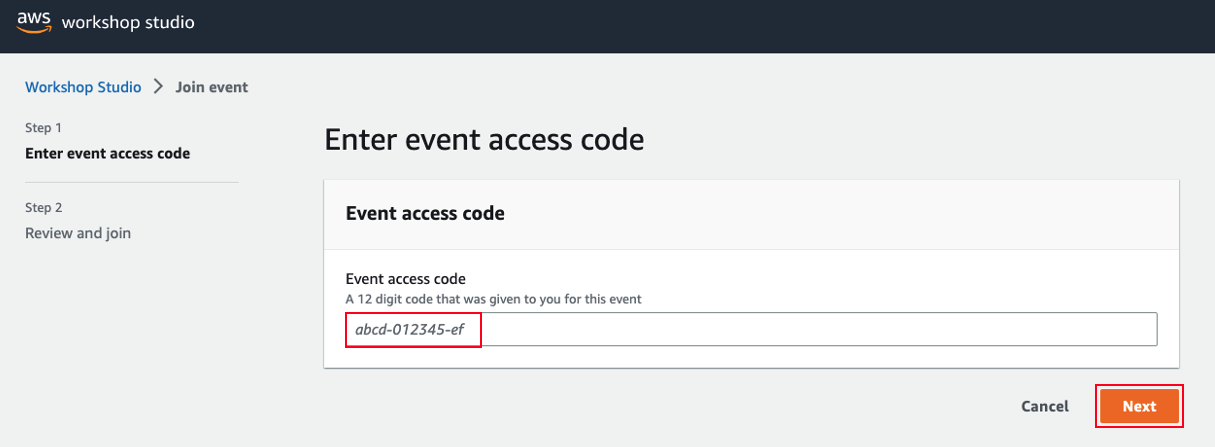 aws workshop studio
Workshop Studio > Join event
Step 1
Enter event access code
Step 2
Review and join
Enter event access code
Event access code
Event access code
A 12 digit code that was given to you for this event
abcd-012345-ef
Cancel Next